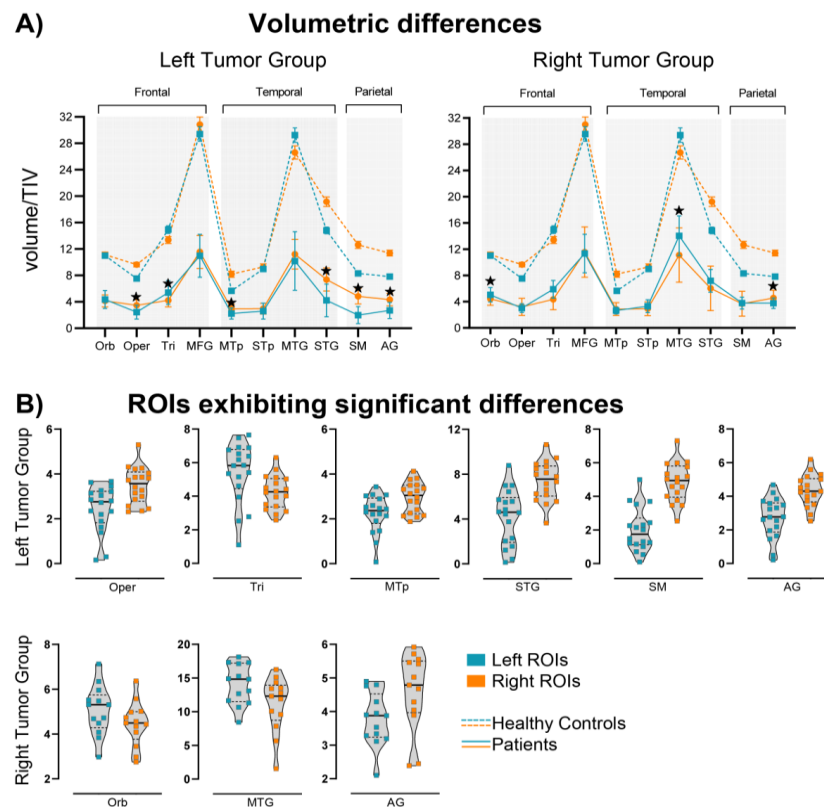 A) Volumetric differences
Left Tumor Group Right Tumor Group
Frontal Temporal Parietal Frontal Temporal Parietal
volume/TIV
32
28
24
20
16
12
8
4
0
Orb Oper Tri MFG MTp STp MTG STG SM AG
32
28
24
20
16
12
8
4
0
Orb Oper Tri MFG MTp STp MTG STG SM AG
B) ROIs exhibiting significant differences
Left Tumor Group
6
4
2
0
Oper
8
6
4
2
0
Tri
6
4
2
0
MTp
12
8
4
0
STG
8
6
4
2
0
SM
8
6
4
2
0
AG
Right Tumor Group
8
6
4
2
Orb
20
15
10
5
0
MTG
6
5
4
3
2
AG
Left ROIs
Right ROIs
Healthy Controls
Patients